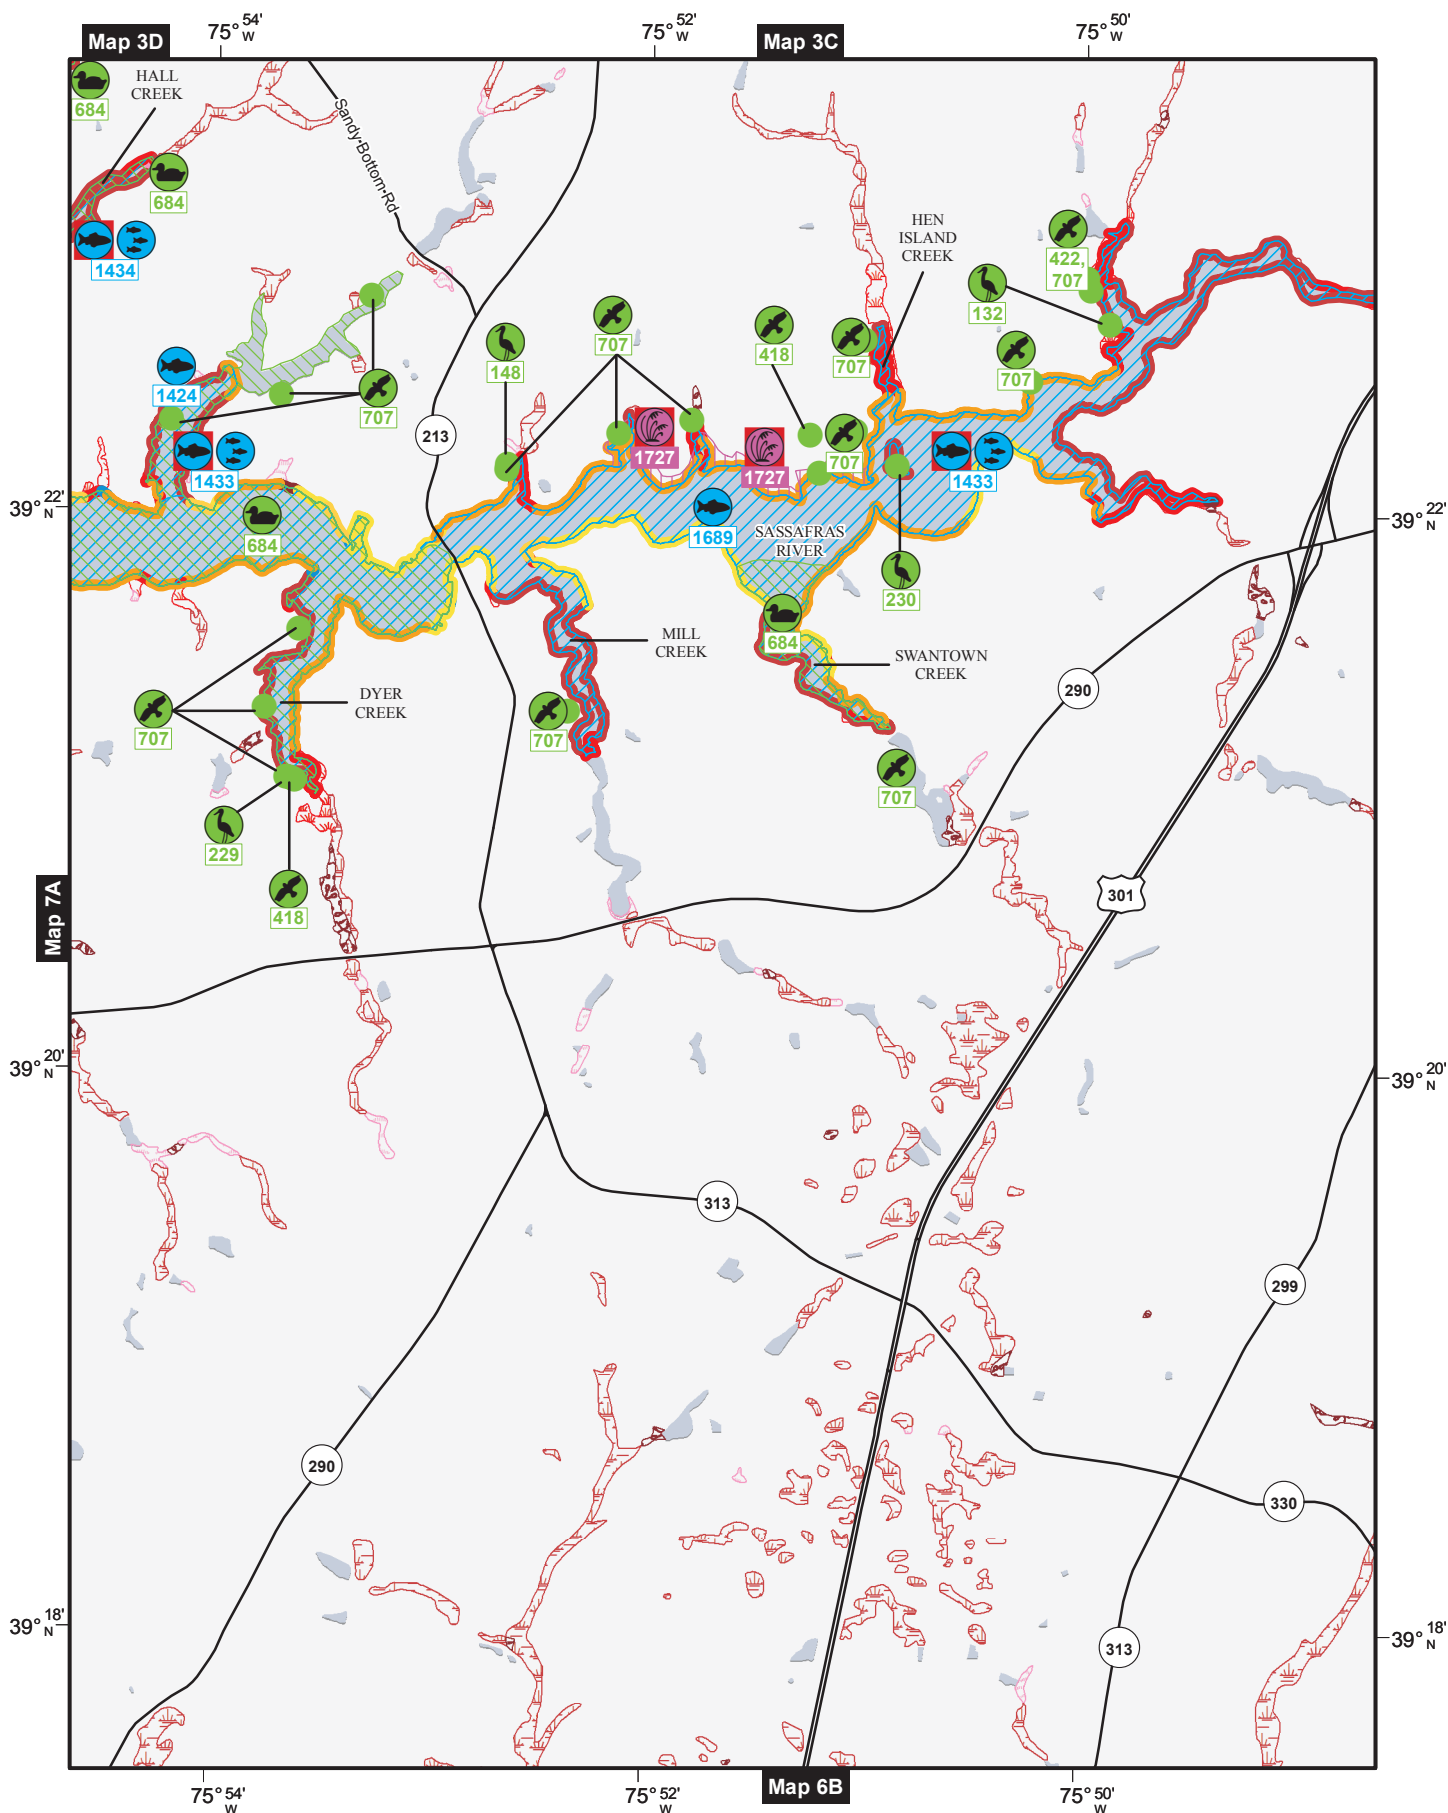 75° 54' W
75° 52' W
75° 50' W
Map 3D
Map 3C
HALL
CREEK
684
Sandy Bottom Rd
684
1434
HEN
ISLAND
CREEK
422,
707
132
707
148
707
418
707
1424
707
213
1727
1727
707
1433
1433
39° 22' N
39° 22' N
684
1689
SASSAFRAS
RIVER
230
684
MILL
CREEK
SWANTOWN
CREEK
290
DYER
CREEK
707
707
707
229
418
301
Map 7A
39° 20' N
39° 20' N
313
299
290
330
39° 18' N
39° 18' N
313
75° 54' W
75° 52' W
75° 50' W
Map 6B